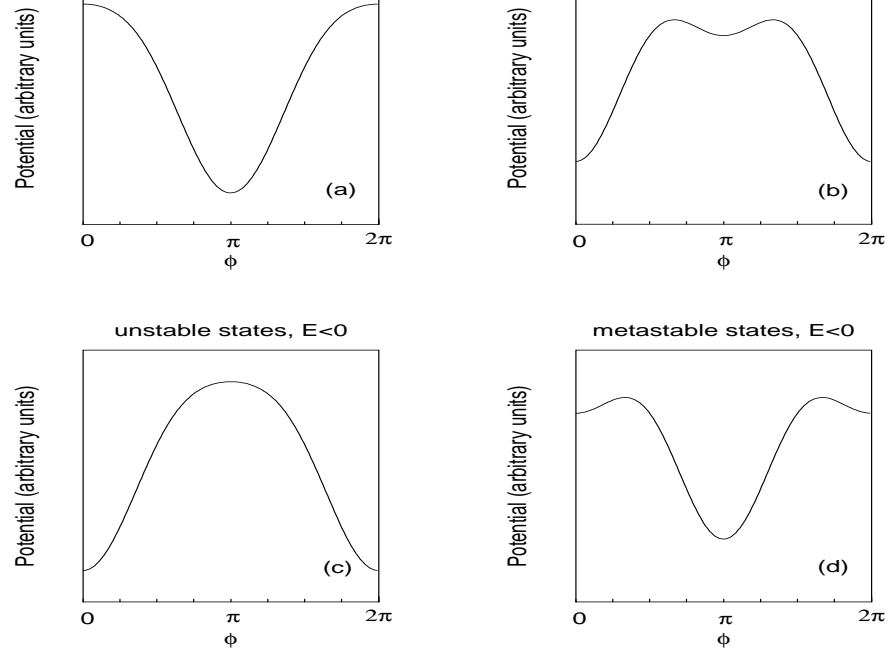 Potential (arbitrary units)
(a)
0 π 2π
ϕ
Potential (arbitrary units)
(b)
0 π 2π
ϕ
unstable states, E<0
Potential (arbitrary units)
(c)
0 π 2π
ϕ
metastable states, E<0
Potential (arbitrary units)
(d)
0 π 2π
ϕ